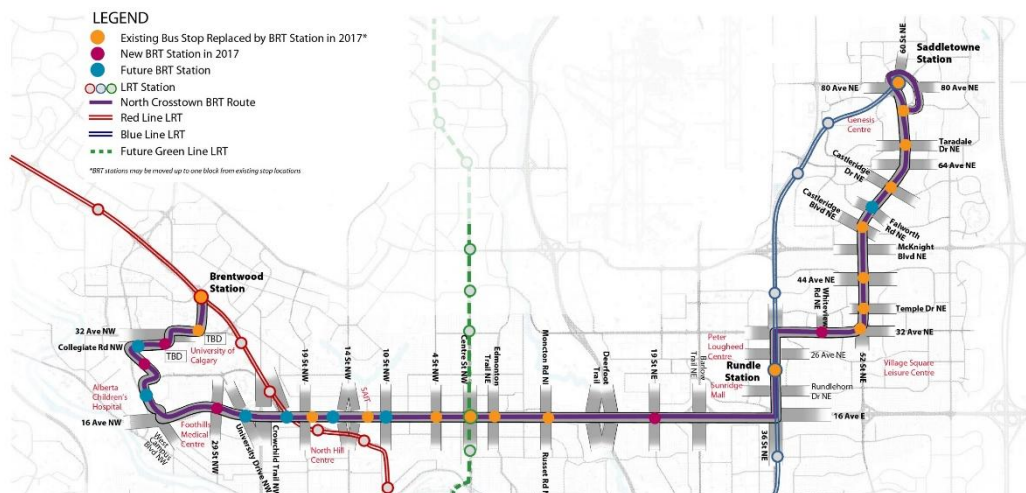 LEGEND
Existing Bus Stop Replaced by BRT Station in 2017*
New BRT Station in 2017
Future BRT Station
LRT Station
North Crosstown BRT Route
Red Line LRT
Blue Line LRT
Future Green Line LRT
*BRT stations may be moved up to one block from existing stop locations
60 St NE
Saddletowne
Station
80 Ave NE
80 Ave NE
Genesis
Centre
Taradale
Dr NE
64 Ave NE
Castleridge
Dr NE
Castleridge
Blvd NE
Falworth
Rd NE
McKnight
Blvd NE
44 Ave NE
Whiteview
Rd NE
Temple Dr NE
32 Ave NE
55 St NE
Village Square
Leisure Centre
Peter
Lougheed
Centre
26 Ave NE
Rundle
Station
Sunridge
Mall
Rundlehorn
Dr NE
16 Ave E
36 St NE
Brentwood
Station
32 Ave NW
TBD
TBD
Collegiate Rd NW
University of
Calgary
Alberta
Children's
Hospital
16 Ave NW
West
Campus
Blvd NW
Foothills
Medical
Centre
29 St NW
University Drive NW
Crowchild Trail NW
19 St NW
14 St NW
SAIT
10 St NW
North Hill
Centre
4 St NW
Centre St NW
Edmonton
Trail NE
Moncton Rd NE
Russet Rd NE
Deerfoot
Trail
19 St NE
Barlow
Trail NE